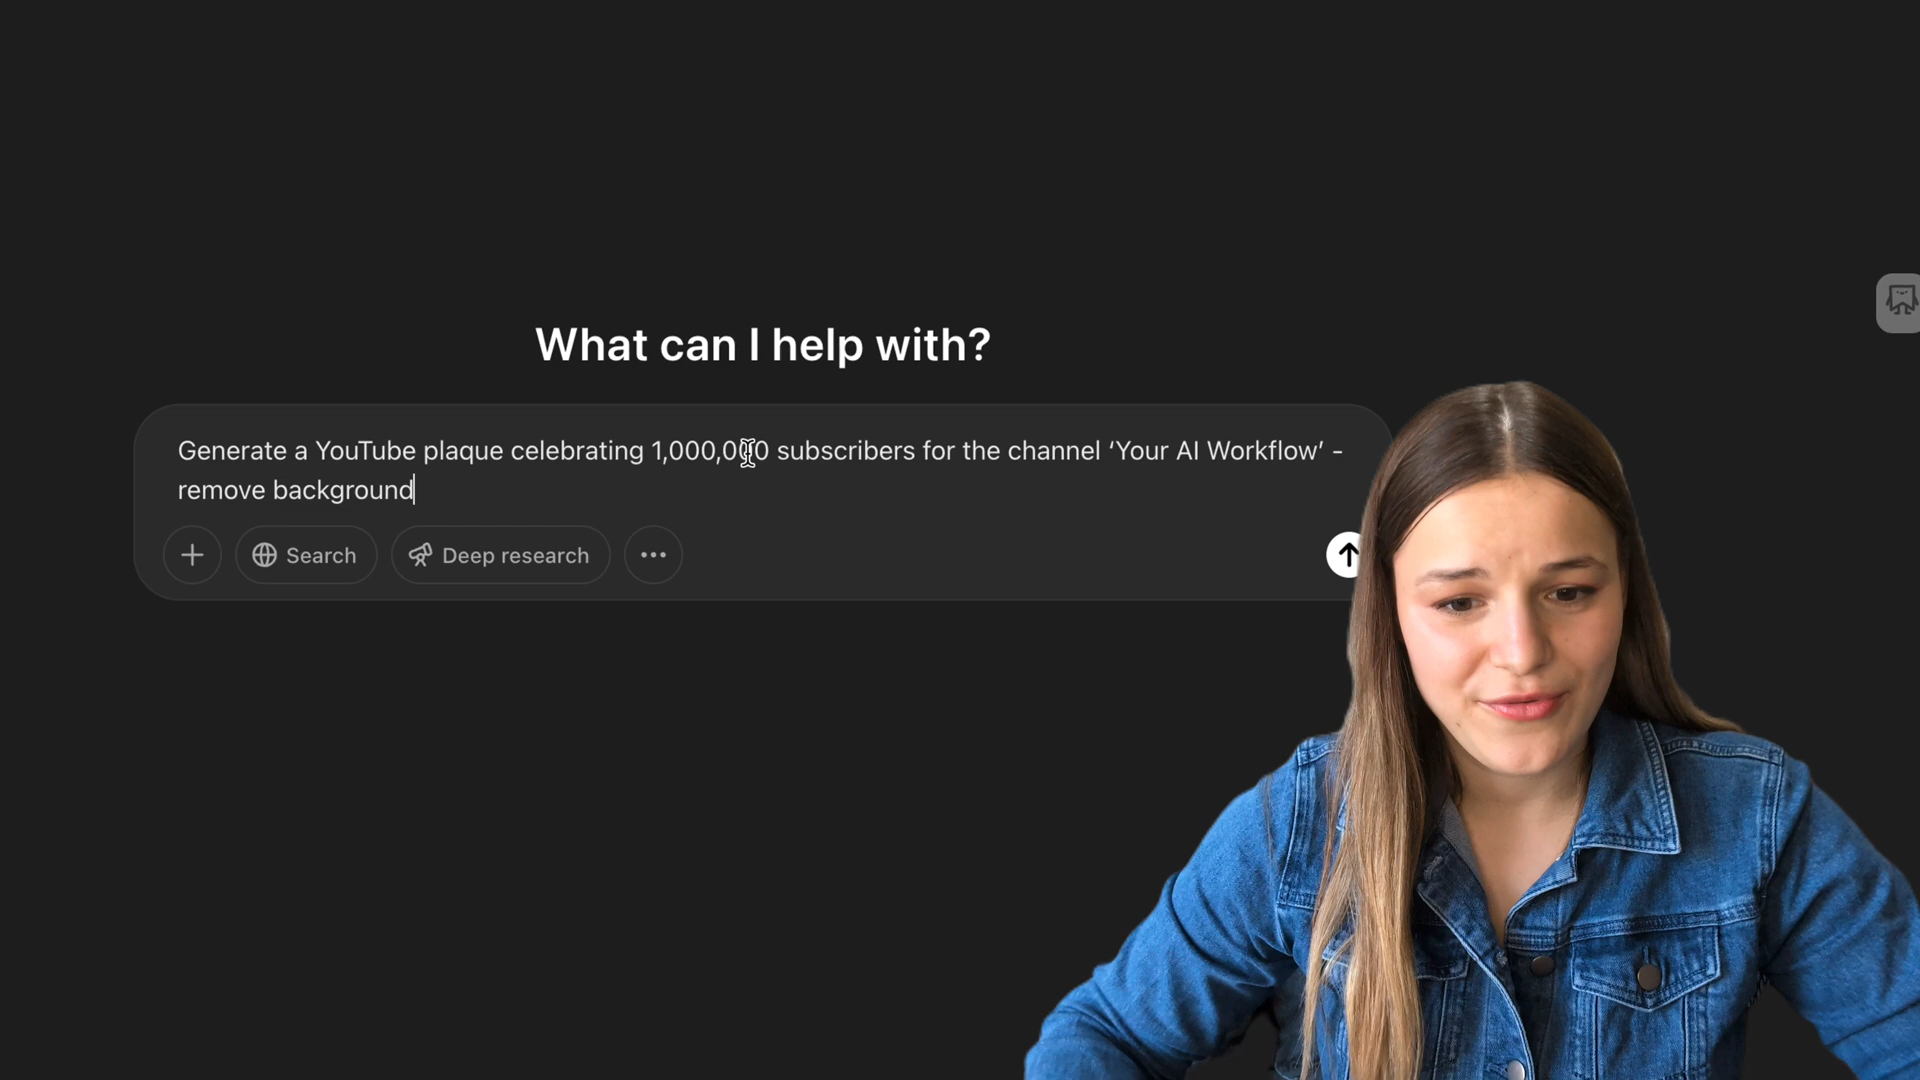 What can I help with?
Generate a YouTube plaque celebrating 1,000,000 subscribers for the channel ‘Your AI Workflow’ -
remove background
Search
Deep research